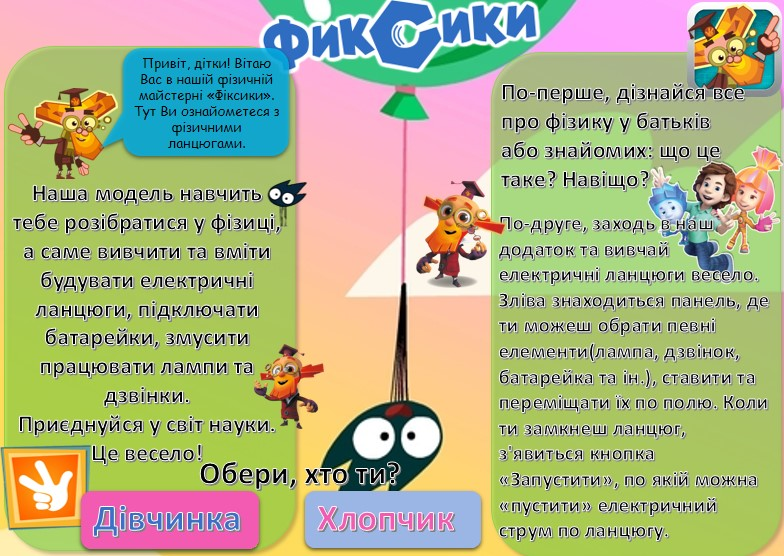 ФИКСИКИ
Привіт, дітки! Вітаю
Вас в нашій фізичній
майстерні «Фіксики».
Тут Ви ознайометеся з
фізичними
ланцюгами.
Наша модель навчить
тебе розібратися у фізиці,
а саме вивчити та вміти
будувати електричні
ланцюги, підключати
батарейки, змусити
працювати лампи та
дзвінки.
Приєднуйся у світ науки.
Це весело!
По-перше, дізнайся все
про фізику у батьків
або знайомих: що це
таке? Навіщо?
По-друге, заходь в наш
додаток та вивчай
електричні ланцюги весело.
Зліва знаходиться панель, де
ти можеш обрати певні
елементи(лампа, дзвінок,
батарейка та ін.), ставити та
переміщати їх по полю. Коли
ти замкнеш ланцюг,
з'явиться кнопка
«Запустити», по якій можна
«пустити» електричний
струм по ланцюгу.
Обери, хто ти?
Дівчинка
Хлопчик